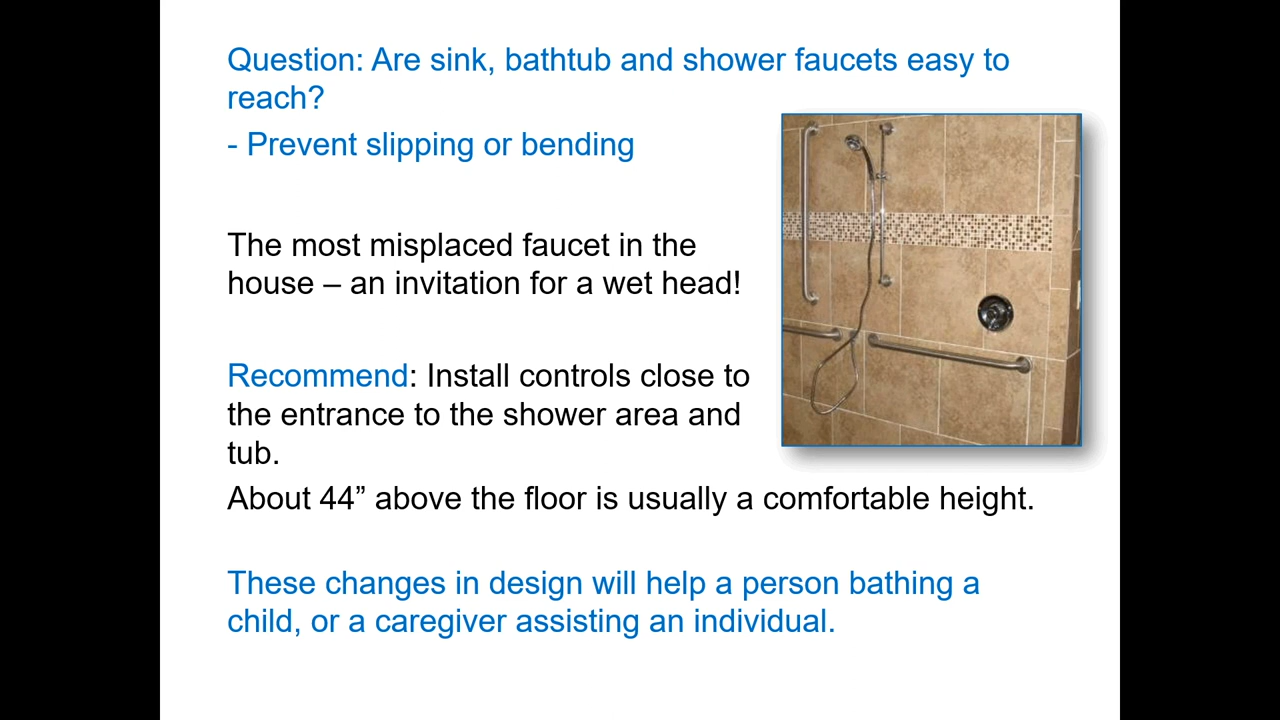 Question: Are sink, bathtub and shower faucets easy to
reach?
- Prevent slipping or bending
The most misplaced faucet in the
house – an invitation for a wet head!
Recommend: Install controls close to
the entrance to the shower area and
tub.
About 44” above the floor is usually a comfortable height.
These changes in design will help a person bathing a
child, or a caregiver assisting an individual.